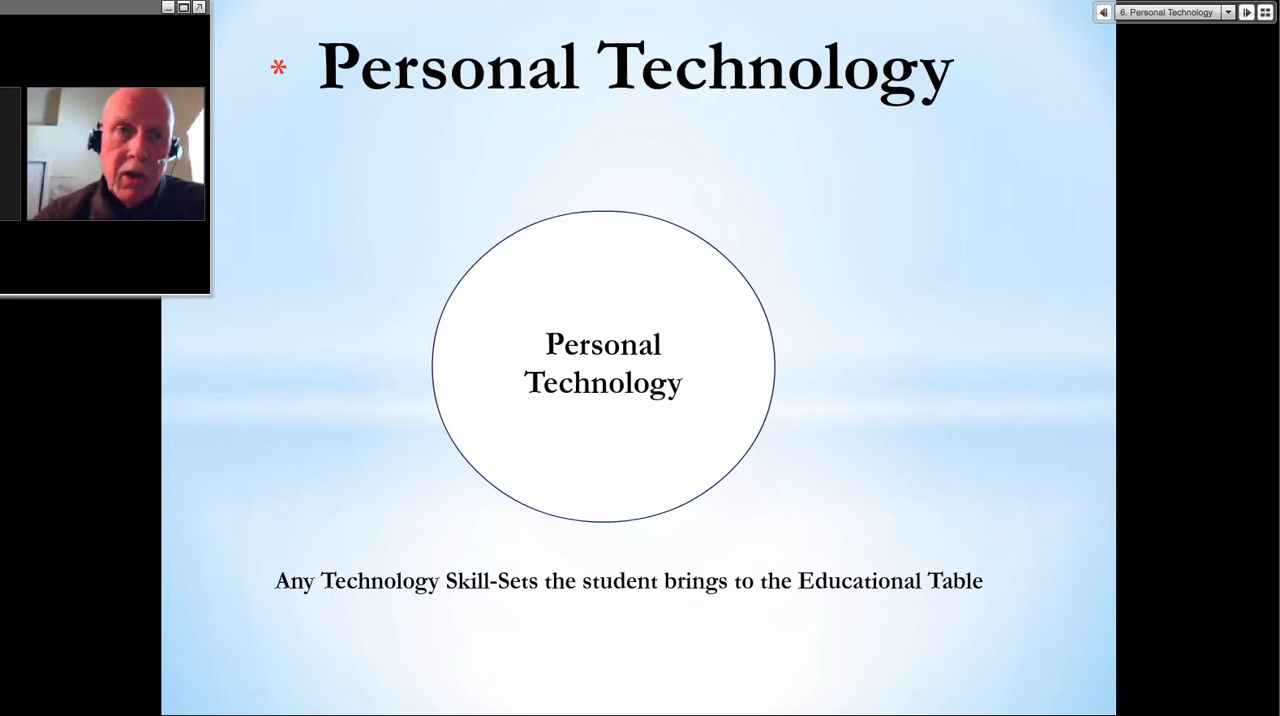 6. Personal Technology
* Personal Technology
Personal
Technology
Any Technology Skill-Sets the student brings to the Educational Table